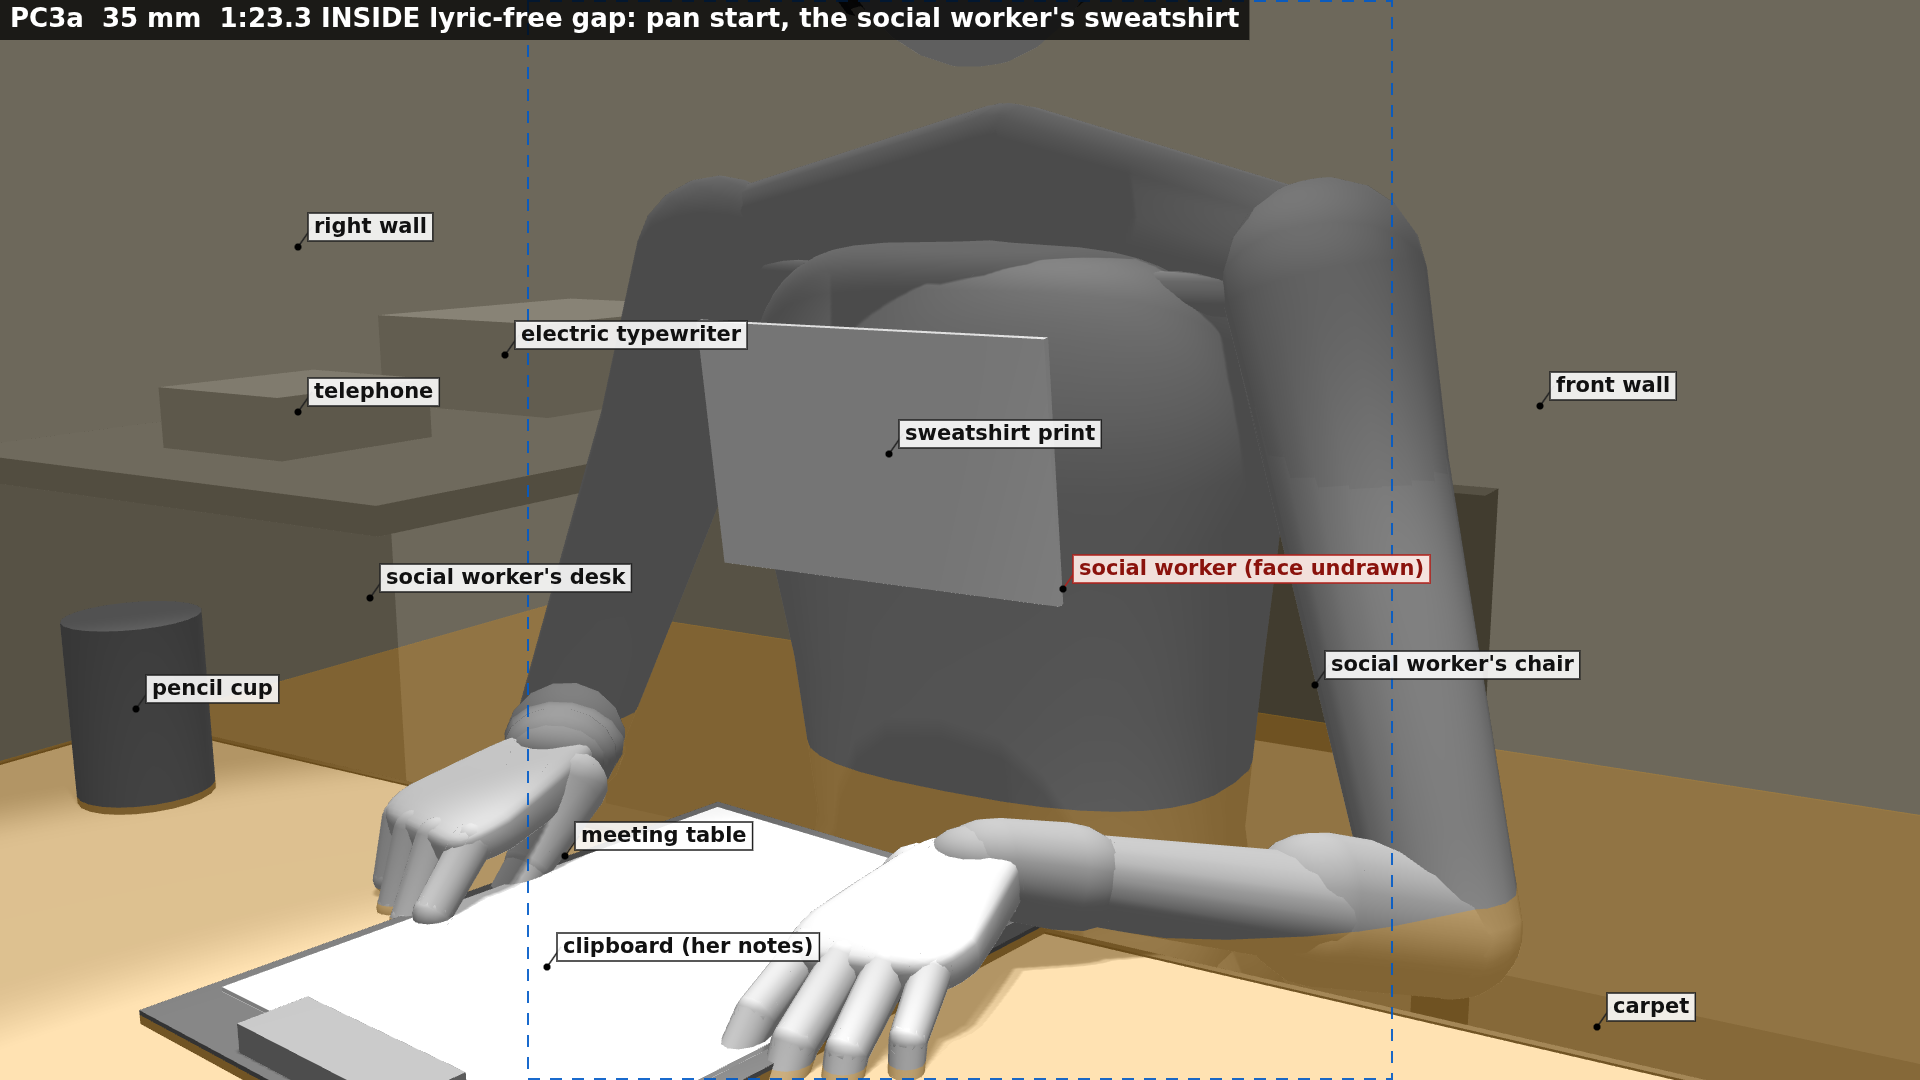 PC3a  35 mm  1:23.3 INSIDE lyric-free gap: pan start, the social worker's sweatshirt
right wall
electric typewriter
telephone
front wall
sweatshirt print
social worker (face undrawn)
social worker's desk
social worker's chair
pencil cup
meeting table
clipboard (her notes)
carpet